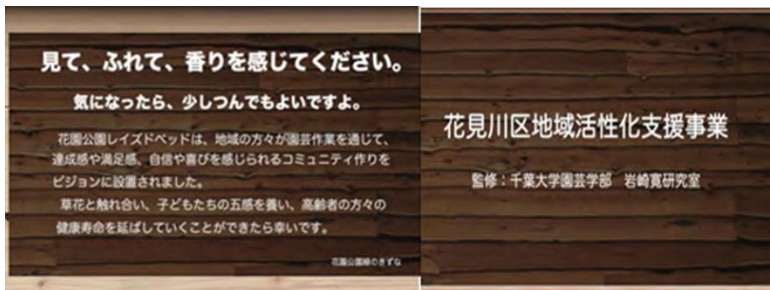 見て、ふれて、香りを感じてください。
気になったら、少しつんでもよいですよ。
花園公園レイズドベッドは、地域の方々が園芸作業を通じて、
達成感や満足感、自信や喜びを感じられるコミュニティ作りを
ビジョンに設置されました。
草花と触れ合い、子どもたちの五感を養い、高齢者の方々の
健康寿命を延ばしていくことができたら幸いです。
花園公園緑のきずな
花見川区地域活性化支援事業
監修：千葉大学園芸学部　岩崎寛研究室